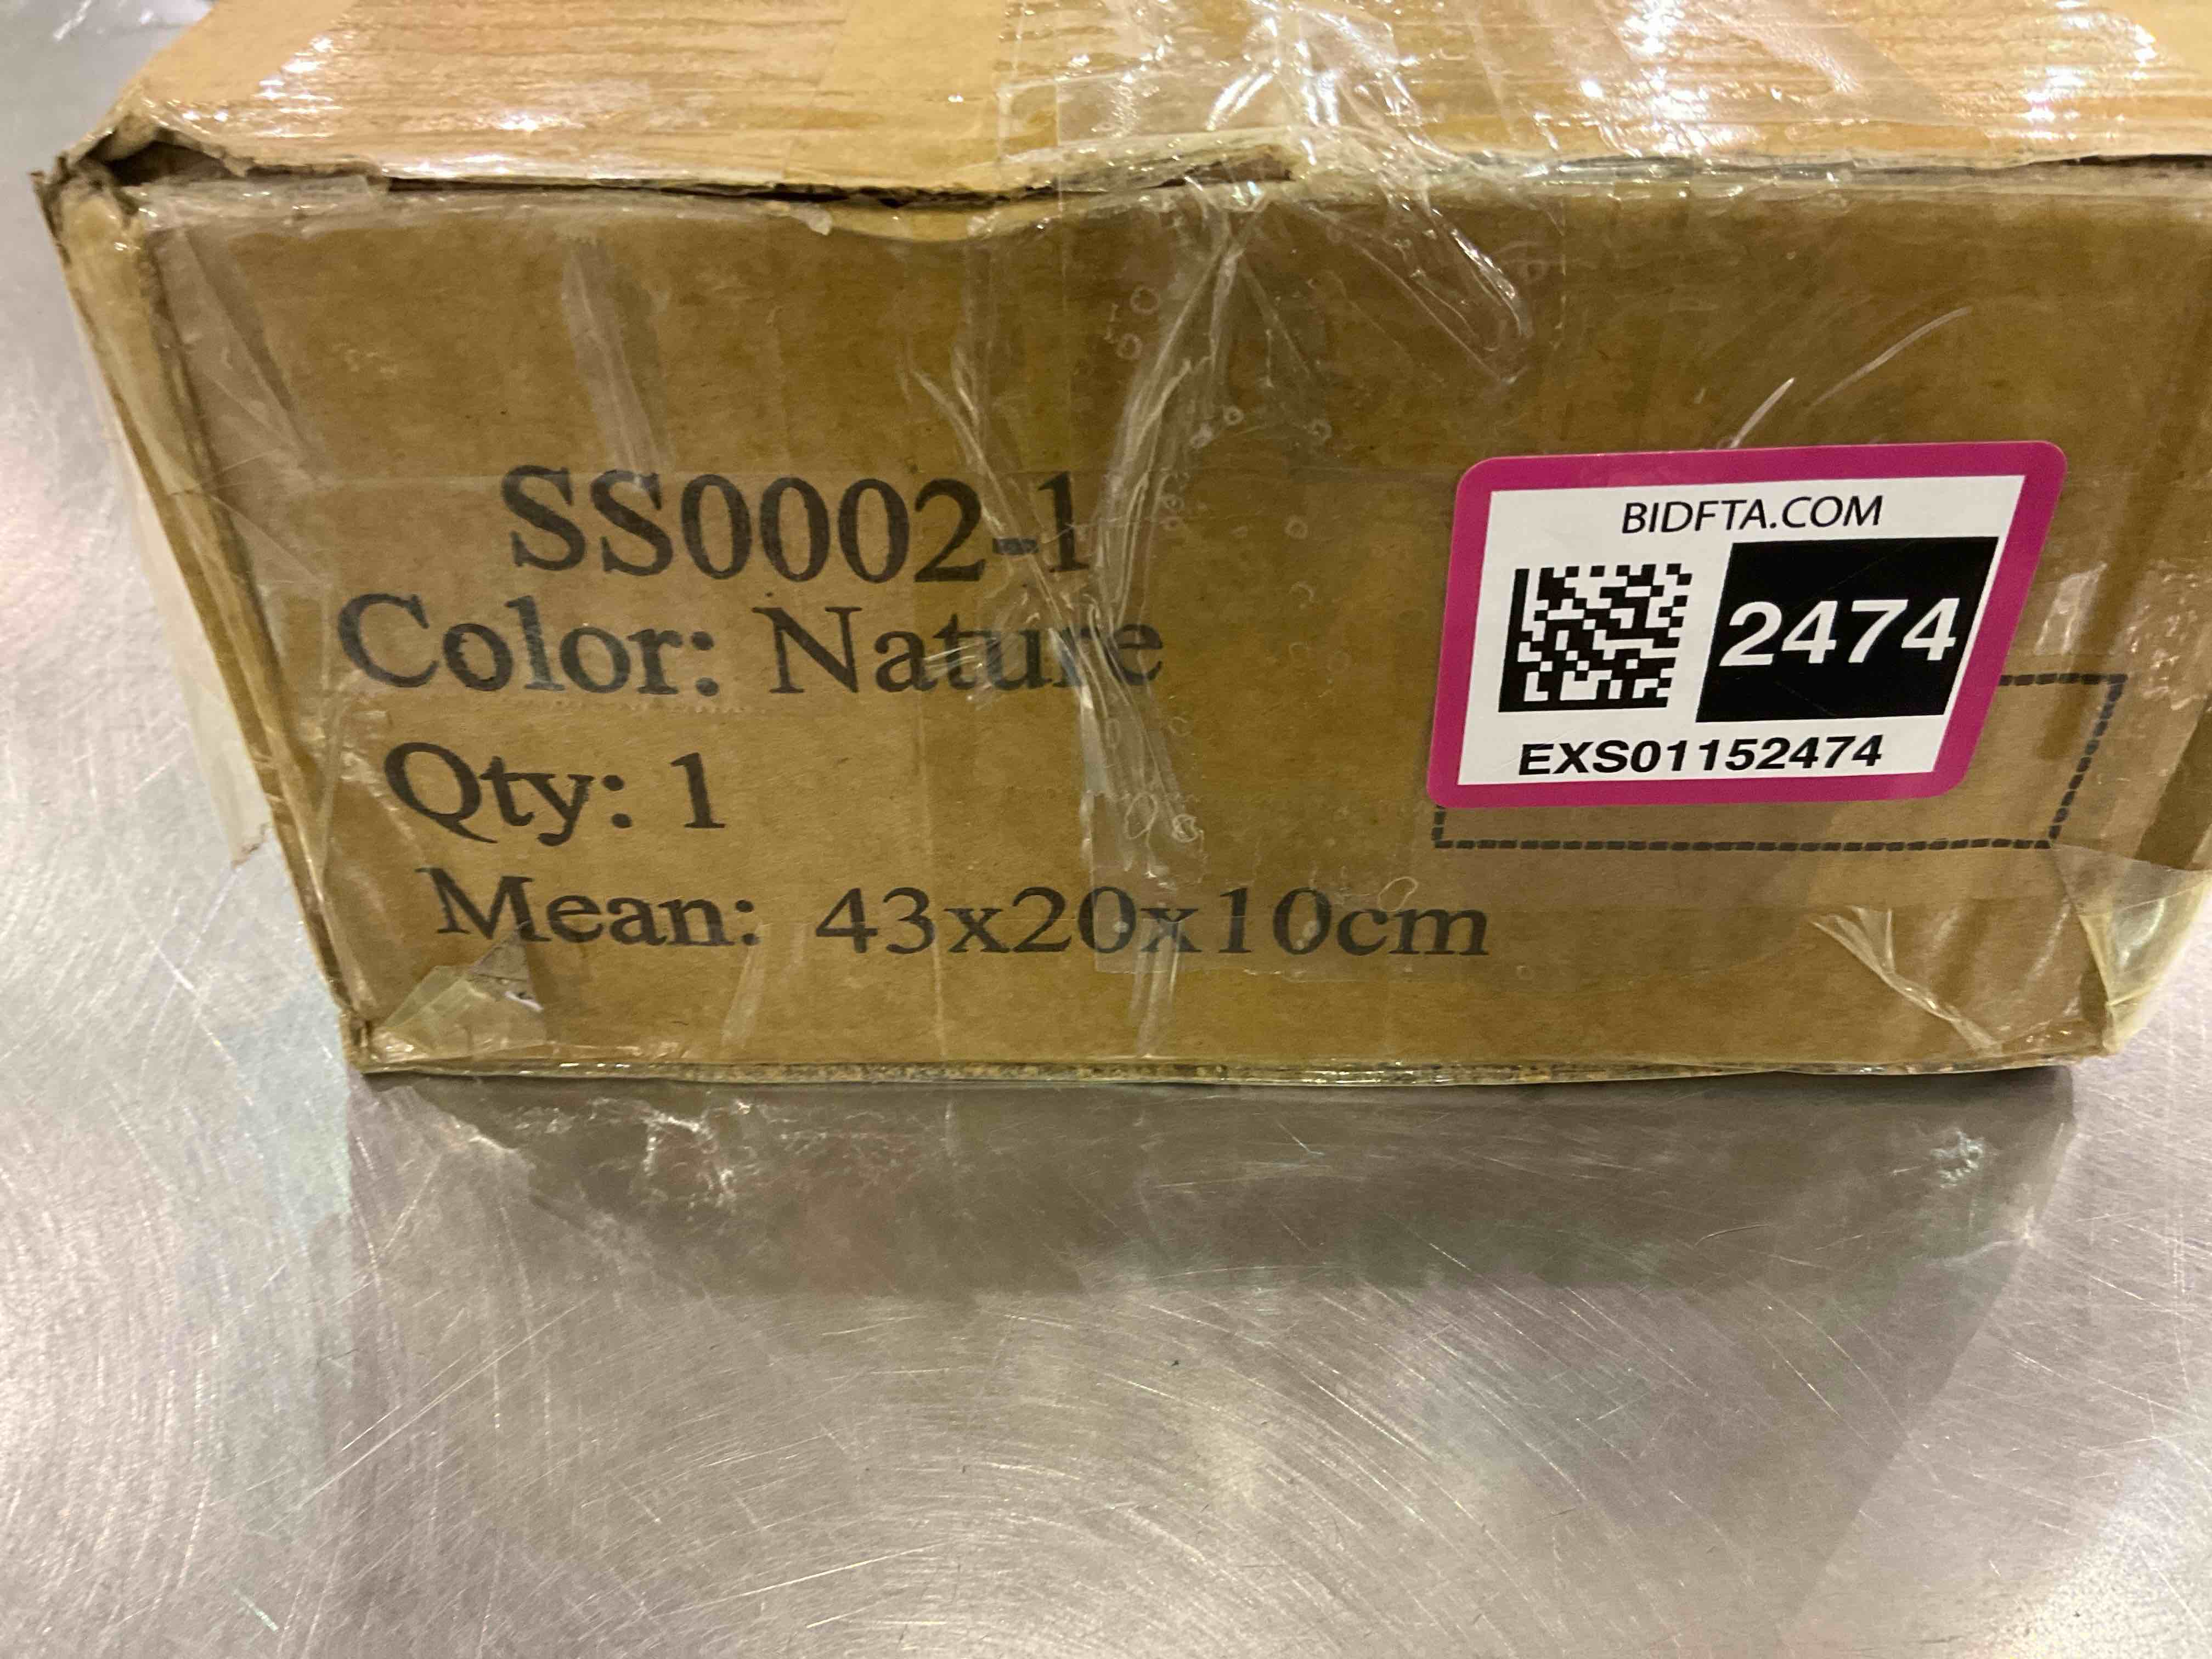 SS0002-1
Color: Nature
Qty: 1
Mean: 43x20x10cm
BIDFTA.COM
2474
EXS01152474